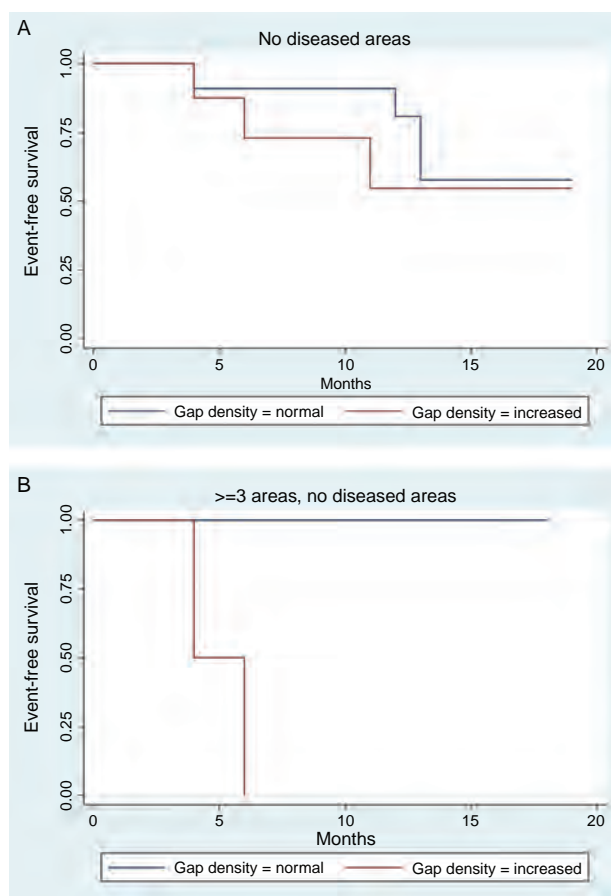 A
No diseased areas
Event-free survival
1.00
0.75
0.50
0.25
0.00
0 5 10 15 20
Months
Gap density = normal Gap density = increased
B
>=3 areas, no diseased areas
Event-free survival
1.00
0.75
0.50
0.25
0.00
0 5 10 15 20
Months
Gap density = normal Gap density = increased